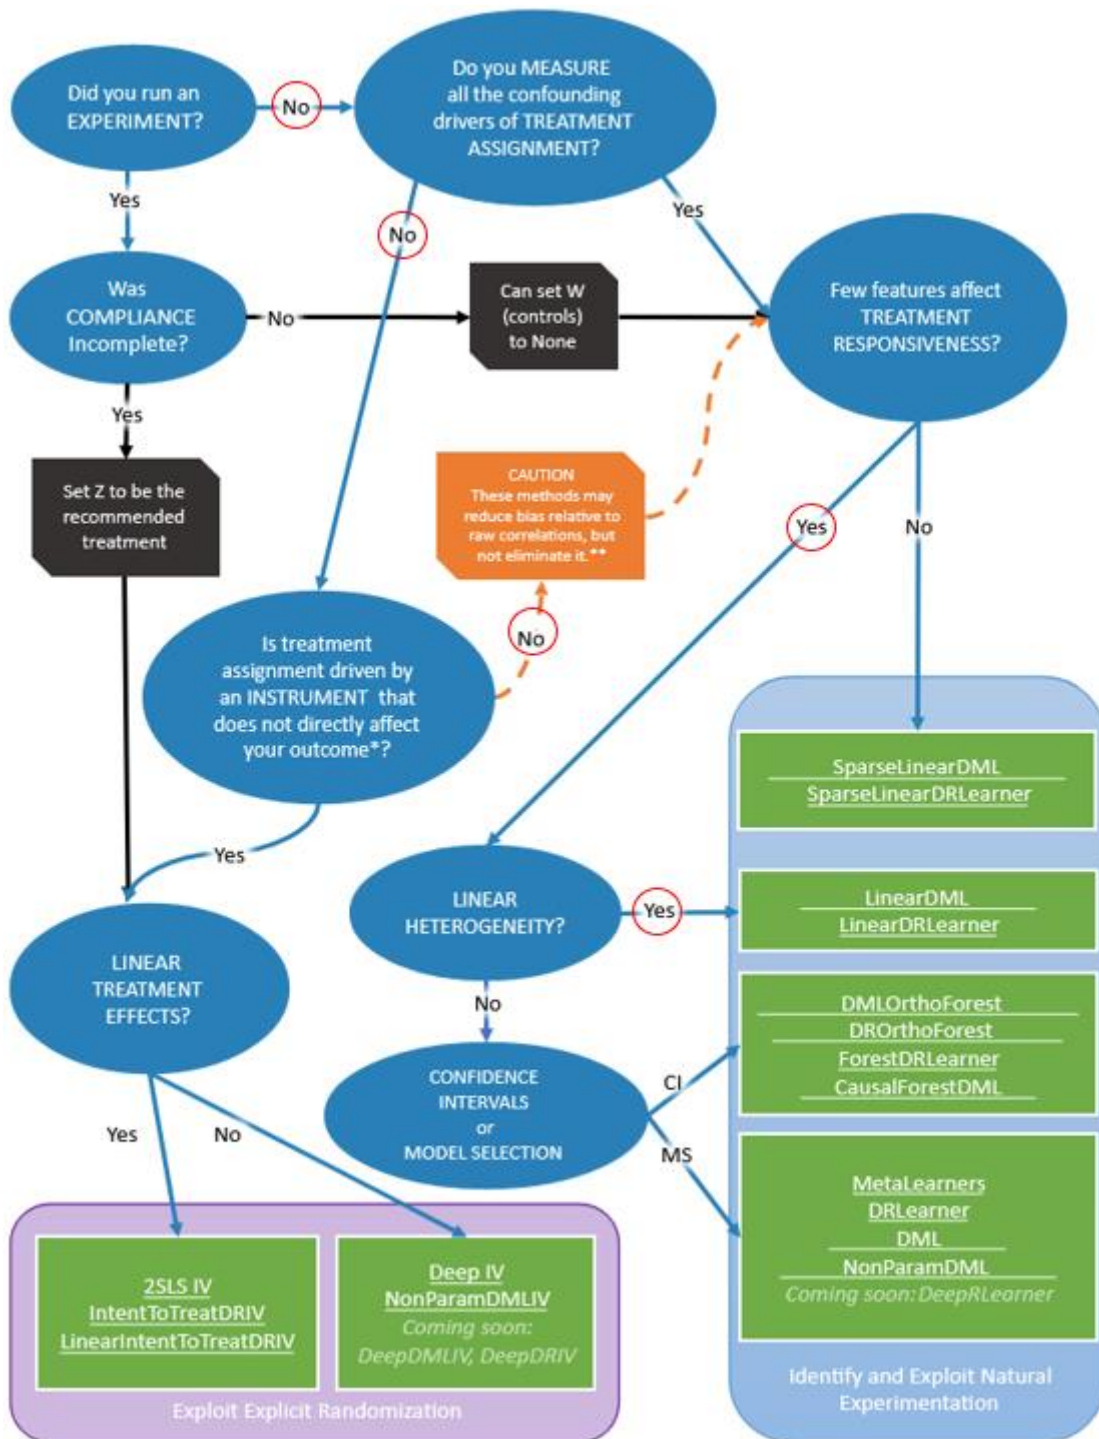 Did you run an
EXPERIMENT?
No
Do you MEASURE
all the confounding
drivers of TREATMENT
ASSIGNMENT?
Yes
No
Yes
Was
COMPLIANCE
Incomplete?
No
Can set W
(controls)
to None
Few features affect
TREATMENT
RESPONSIVENESS?
Yes
Set Z to be the
recommended
treatment
CAUTION
These methods may
reduce bias relative to
raw correlations, but
not eliminate it.**
Yes
No
Is treatment
assignment driven by
an INSTRUMENT that
does not directly affect
your outcome*?
No
Yes
SparseLinearDML
SparseLinearDRLearner
LINEAR
HETEROGENEITY?
Yes
LinearDML
LinearDRLearner
LINEAR
TREATMENT
EFFECTS?
No
DMLOrthoForest
DROrthoForest
ForestDRLearner
CausalForestDML
CONFIDENCE
INTERVALS
or
MODEL SELECTION
CI
MS
Yes
No
MetaLearners
DRLearner
DML
NonParamDML
Coming soon: DeepRLearner
2SLS IV
IntentToTreatDRIV
LinearIntentToTreatDRIV
Deep IV
NonParamDMLIV
Coming soon:
DeepDMLIV, DeepDRIV
Exploit Explicit Randomization
Identify and Exploit Natural
Experimentation